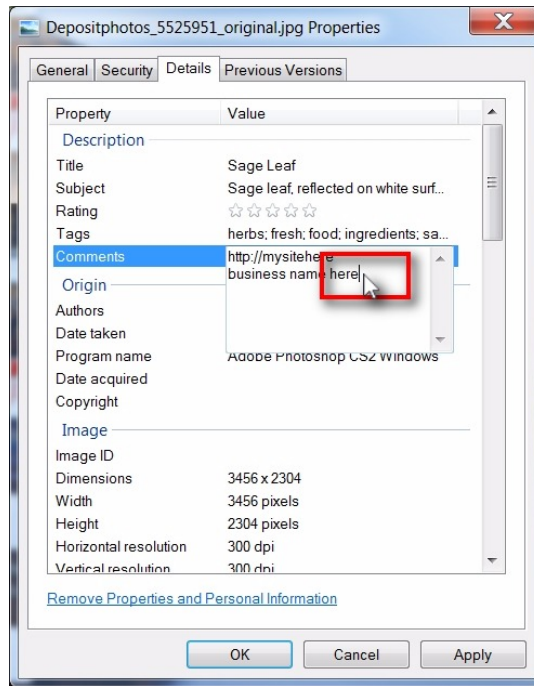 Depositphotos_5525951_original.jpg Properties
General Security Details Previous Versions
Property Value
Description
Title Sage Leaf
Subject Sage leaf, reflected on white surf...
Rating
Tags herbs; fresh; food; ingredients; sa...
Comments http://mysitehere
business name here
Origin
Authors
Date taken
Program name Adobe Photoshop CS2 Windows
Date acquired
Copyright
Image
Image ID
Dimensions 3456 x 2304
Width 3456 pixels
Height 2304 pixels
Horizontal resolution 300 dpi
Vertical resolution 300 dpi
Remove Properties and Personal Information
OK Cancel Apply